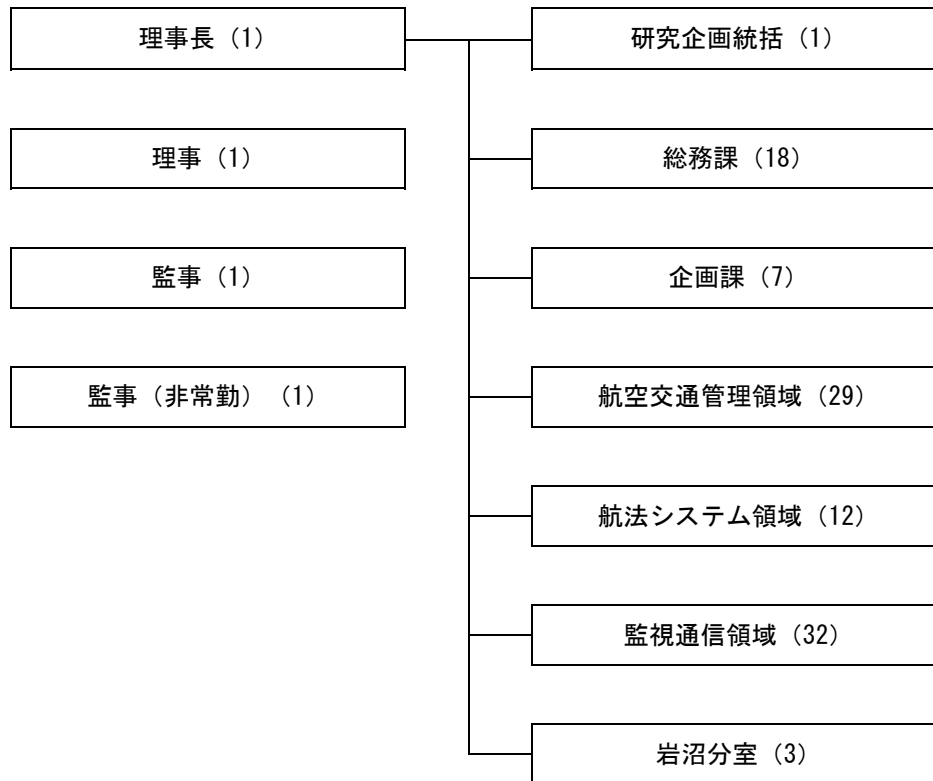 理事長（1）
理事（1）
監事（1）
監事（非常勤）（1）
研究企画統括（1）
総務課（18）
企画課（7）
航空交通管理領域（29）
航法システム領域（12）
監視通信領域（32）
岩沼分室（3）